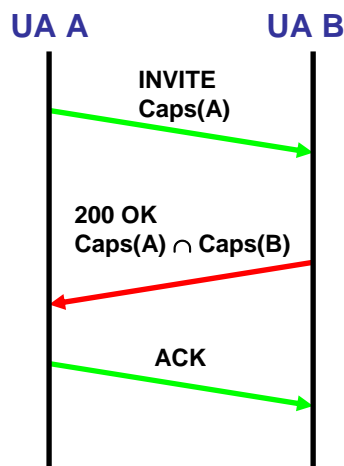 UA A UA B
INVITE
Caps(A)
200 OK
Caps(A) ∩ Caps(B)
ACK